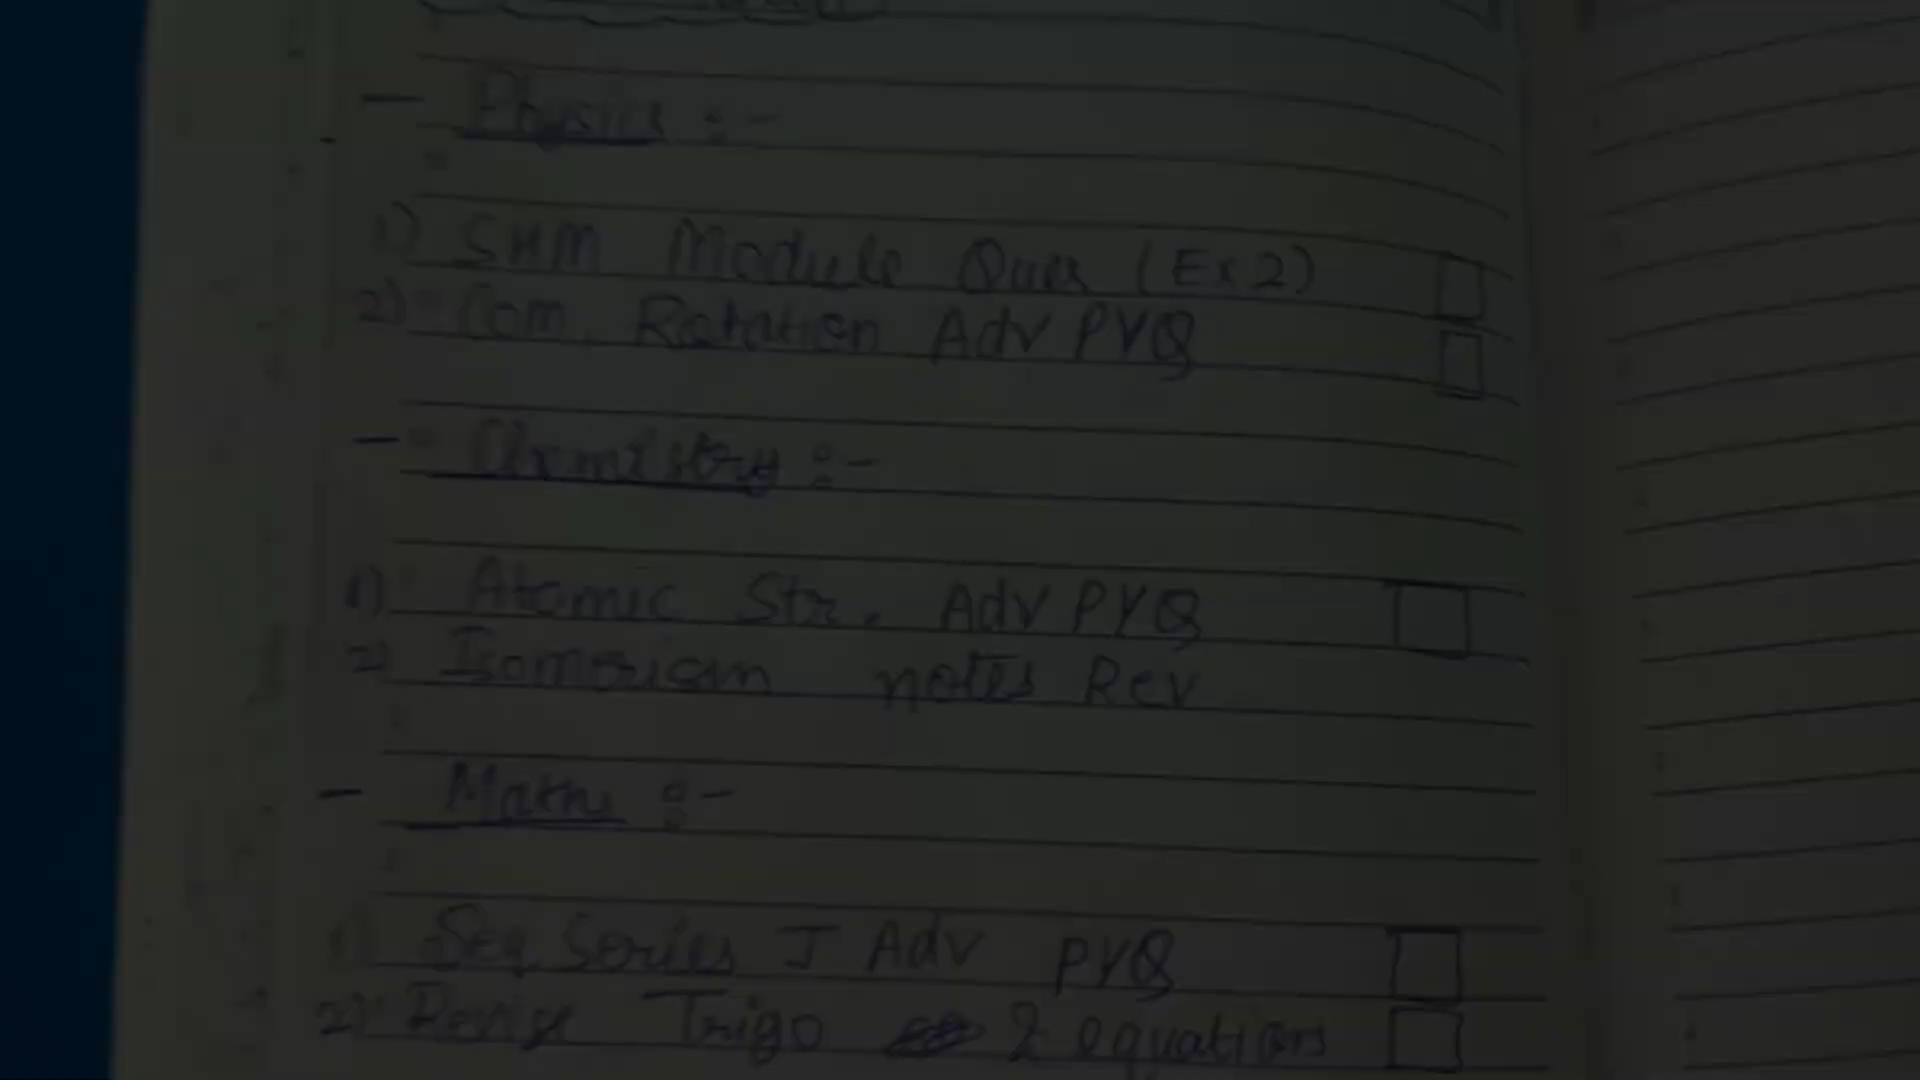 - Physics :-
1) SHM Module Ques (Ex 2)
2) Com, Rotation Adv PYQ
- Chemistry :-
1) Atomic Str. Adv PYQ
2) Isomerism notes Rev
- Maths :-
1) Seq Series J Adv PYQ
2) Revise Trigo & equations